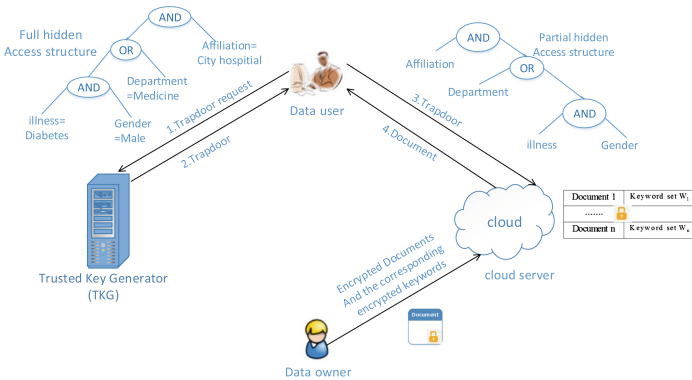 Full hidden
Access structure
AND
OR
Affiliation=
City hospitial
AND
Department
=Medicine
illness=
Diabetes
Gender
=Male
Data user
AND
Partial hidden
Access structure
Affiliation
OR
Department
AND
illness
Gender
1.Trapdoor request
2.Trapdoor
3.Trapdoor
4.Document
Trusted Key Generator
(TKG)
cloud
cloud server
Document 1 Keyword set W1
.......
Document n Keyword set Wn
Encrypted Documents
And the corresponding
encrypted keywords
Document
Data owner